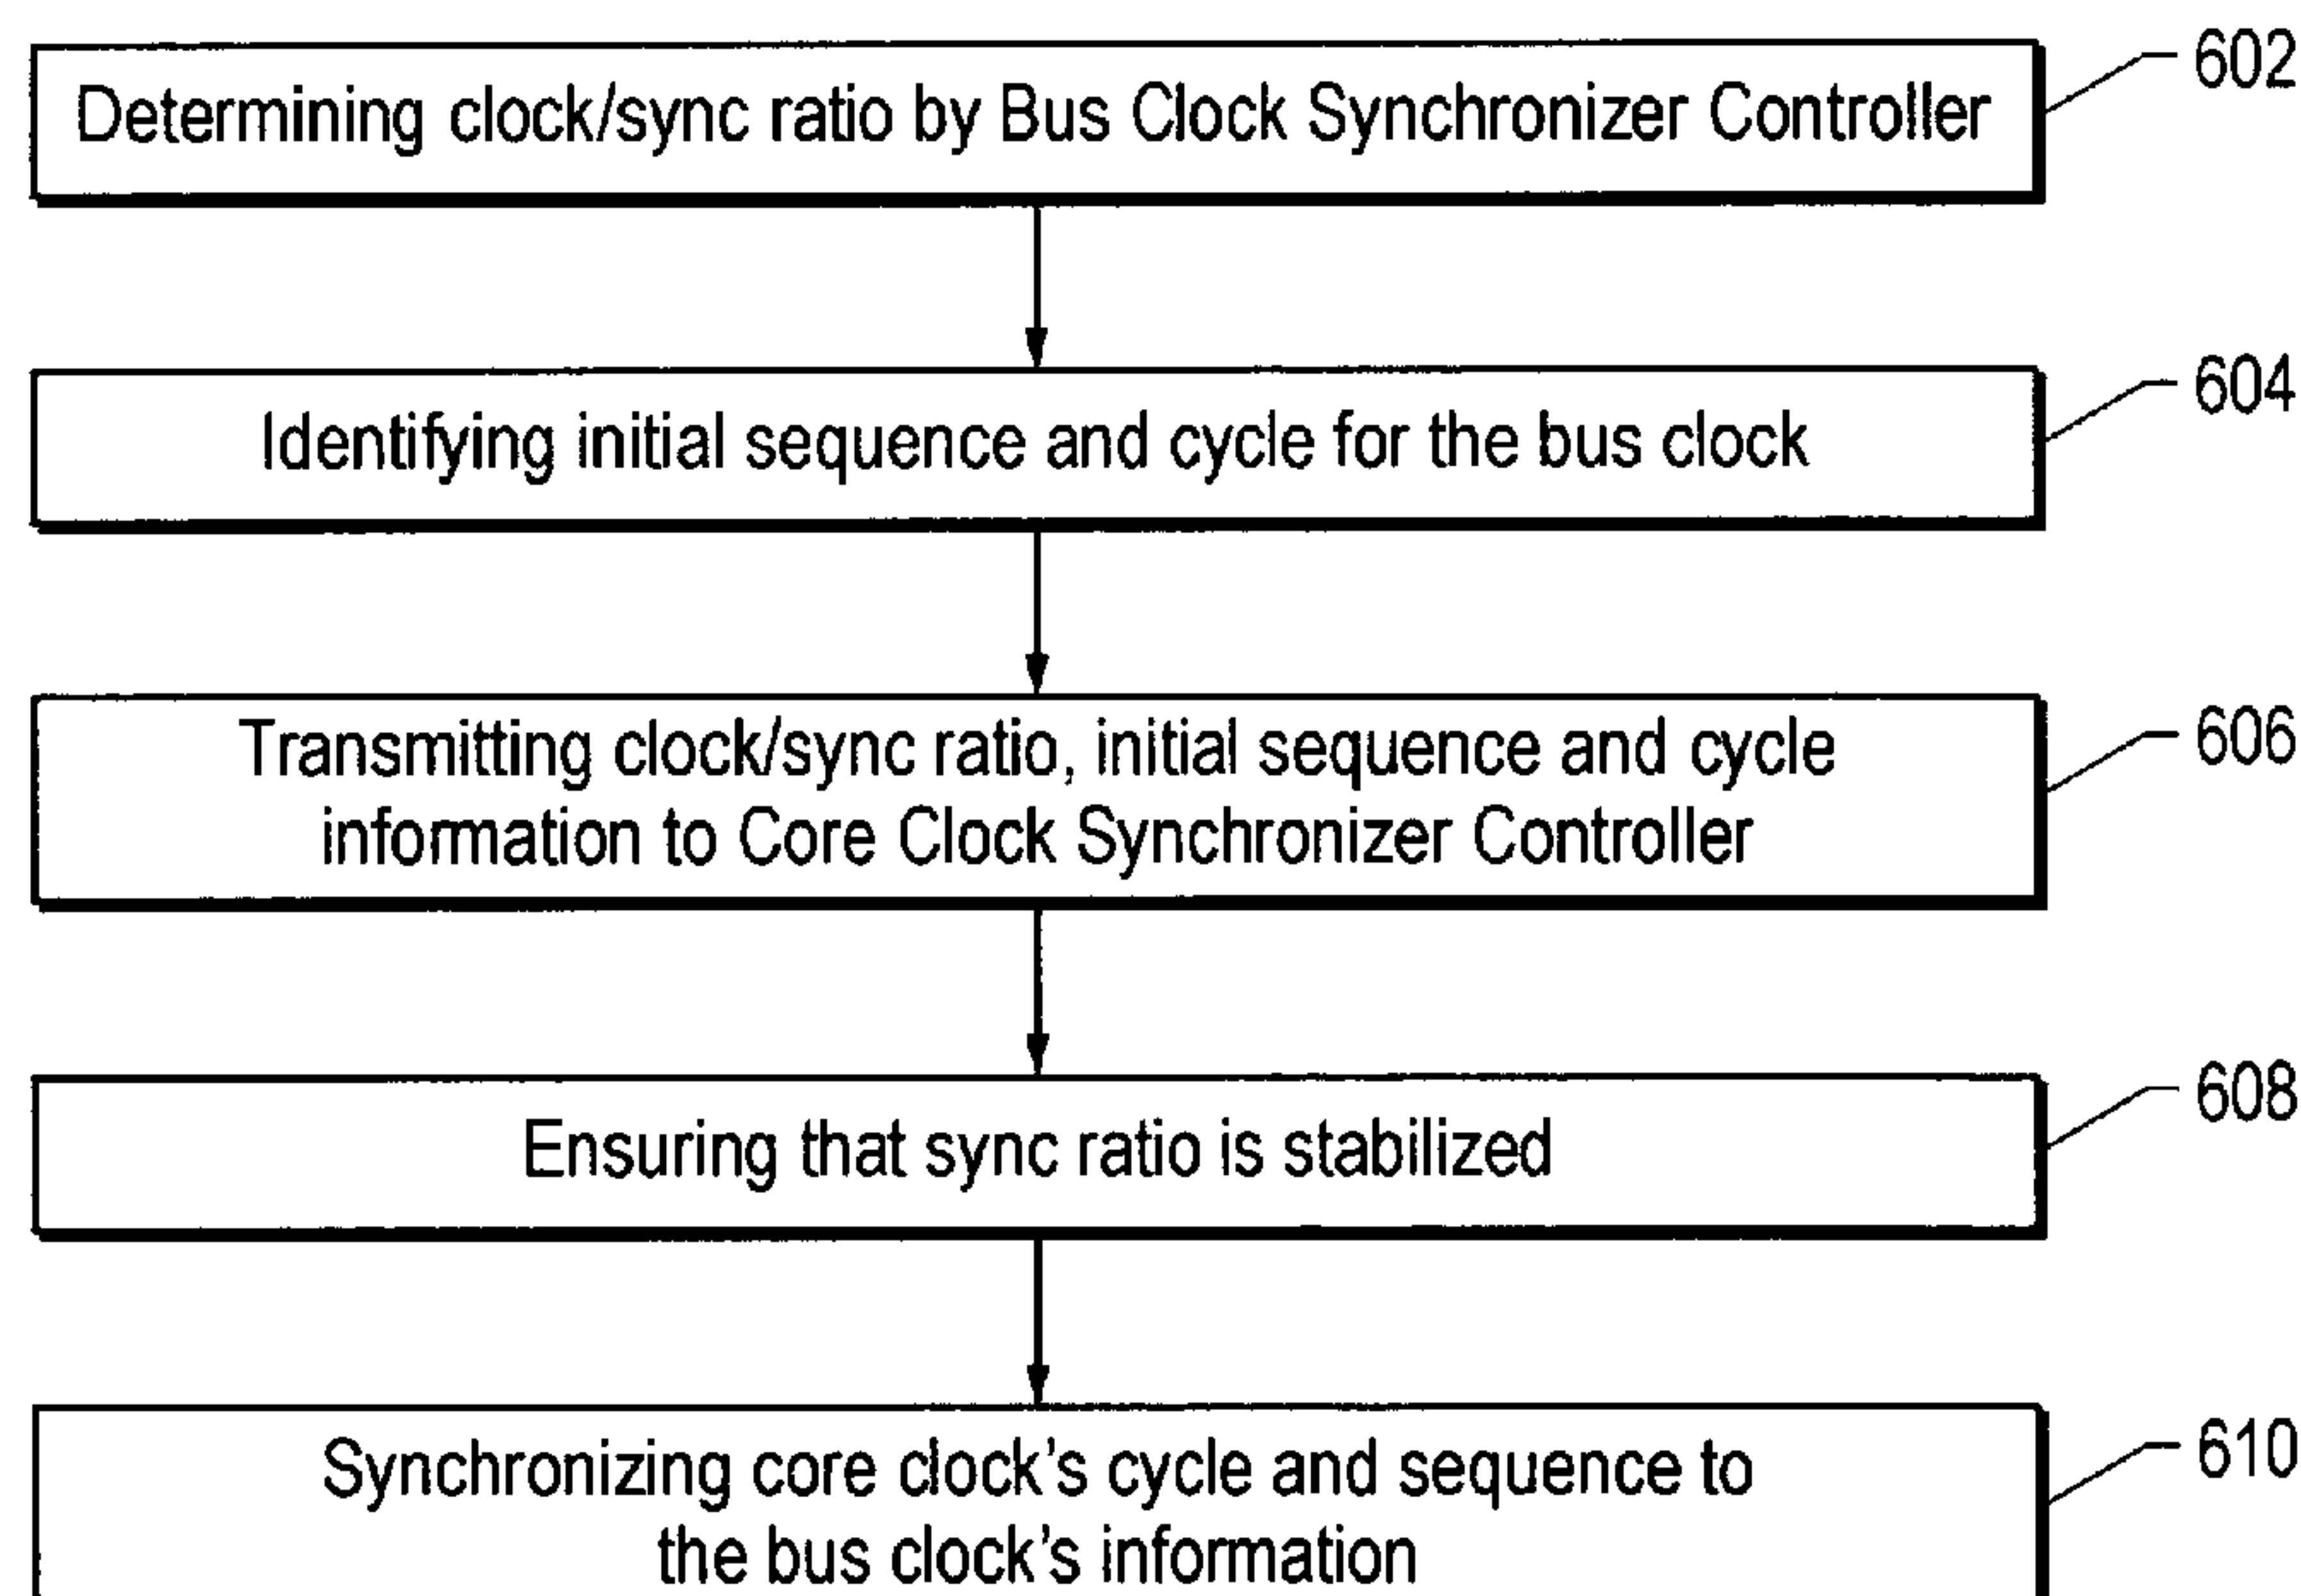 Determining clock/sync ratio by Bus Clock Synchronizer Controller
602
Identifying initial sequence and cycle for the bus clock
604
Transmitting clock/sync ratio, initial sequence and cycle
information to Core Clock Synchronizer Controller
606
Ensuring that sync ratio is stabilized
608
Synchronizing core clock's cycle and sequence to
the bus clock's information
610